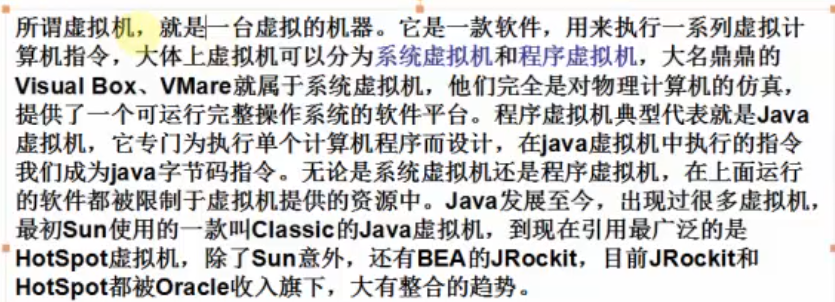 所谓虚拟机，就是一台虚拟的机器。它是一款软件，用来执行一系列虚拟计
算机指令，大体上虚拟机可以分为系统虚拟机和程序虚拟机，大名鼎鼎的
Visual Box、VMare就属于系统虚拟机，他们完全是对物理计算机的仿真，
提供了一个可运行完整操作系统的软件平台。程序虚拟机典型代表就是Java
虚拟机，它专门为执行单个计算机程序而设计，在java虚拟机中执行的指令
我们成为java字节码指令。无论是系统虚拟机还是程序虚拟机，在上面运行
的软件都被限制于虚拟机提供的资源中。Java发展至今，出现过很多虚拟机，
最初Sun使用的一款叫Classic的Java虚拟机，到现在引用最广泛的是
HotSpot虚拟机，除了Sun意外，还有BEA的JRockit，目前JRockit和
HotSpot都被Oracle收入旗下，大有整合的趋势。